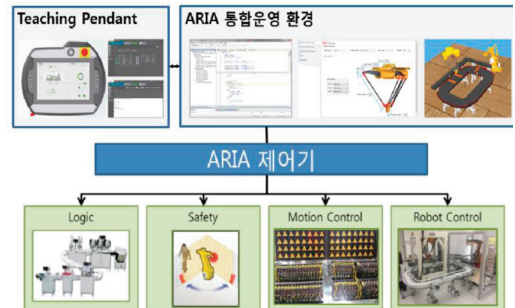 Teaching Pendant
ARIA 통합운영 환경
ARIA 제어기
Logic
Safety
Motion Control
Robot Control